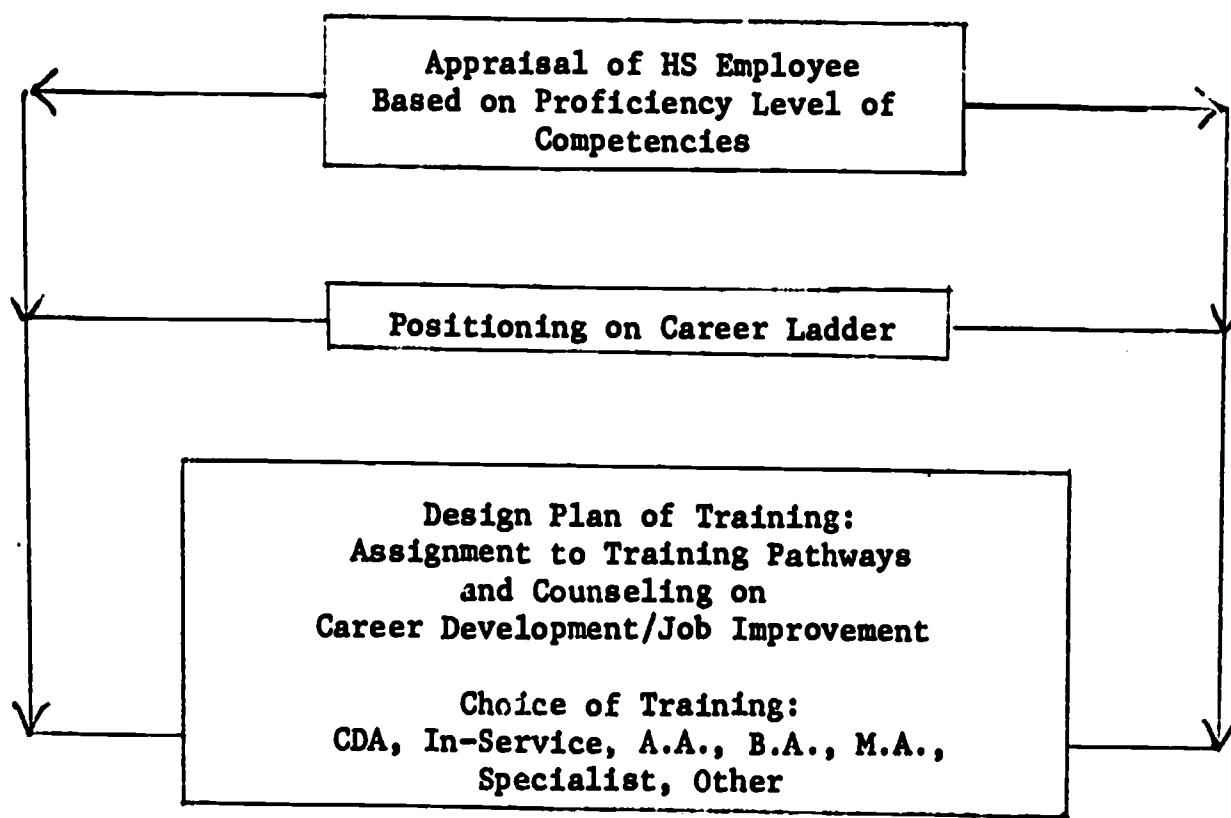 Appraisal of HS Employee
Based on Proficiency Level of
Competencies
Positioning on Career Ladder
Design Plan of Training:
Assignment to Training Pathways
and Counseling on
Career Development/Job Improvement
Choice of Training:
CDA, In-Service, A.A., B.A., M.A.,
Specialist, Other